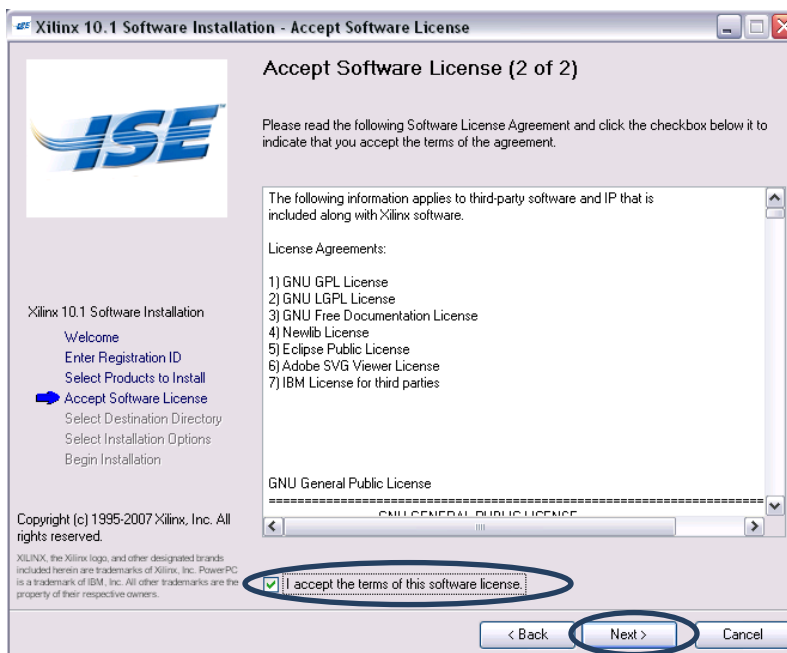 Xilinx 10.1 Software Installation - Accept Software License
ISE
Accept Software License (2 of 2)
Please read the following Software License Agreement and click the checkbox below it to
indicate that you accept the terms of the agreement.
The following information applies to third-party software and IP that is
included along with Xilinx software.
License Agreements:
1) GNU GPL License
2) GNU LGPL License
3) GNU Free Documentation License
4) Newlib License
5) Eclipse Public License
6) Adobe SVG Viewer License
7) IBM License for third parties
GNU General Public License
=====================================================================
GNU GENERAL PUBLIC LICENSE
Xilinx 10.1 Software Installation
Welcome
Enter Registration ID
Select Products to Install
Accept Software License
Select Destination Directory
Select Installation Options
Begin Installation
Copyright (c) 1995-2007 Xilinx, Inc. All
rights reserved.
XILINX, the Xilinx logo, and other designated brands
included herein are trademarks of Xilinx, Inc. PowerPC
is a trademark of IBM, Inc. All other trademarks are the
property of their respective owners.
I accept the terms of this software license.
< Back
Next >
Cancel